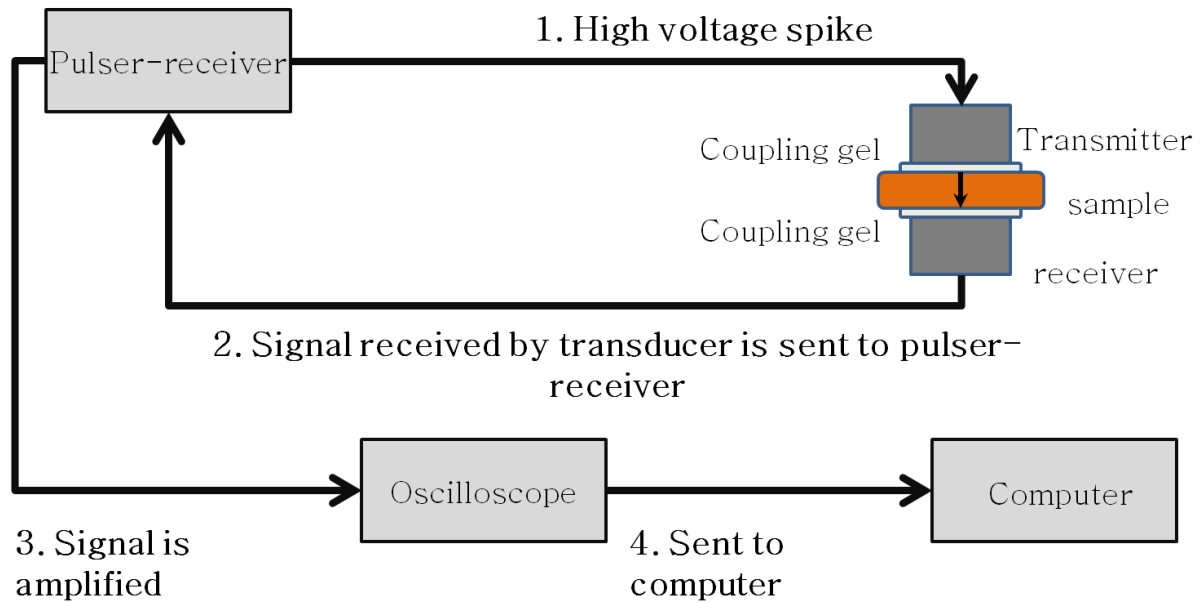 1. High voltage spike
Pulser-receiver
Coupling gel
Transmitter
sample
Coupling gel
receiver
2. Signal received by transducer is sent to pulser-
receiver
Oscilloscope
Computer
3. Signal is
amplified
4. Sent to
computer